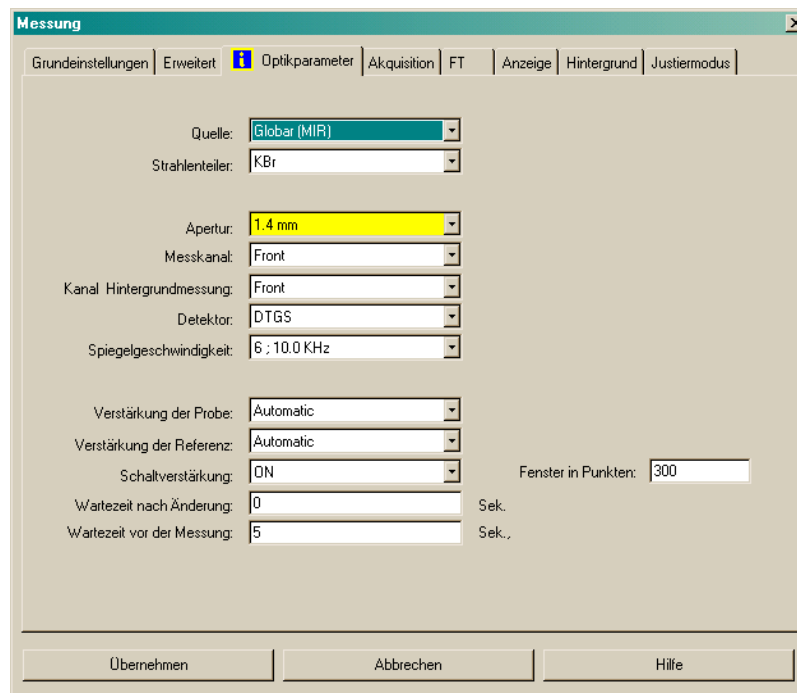 Messung
Grundeinstellungen Erweitert i Optikparameter Akquisition FT Anzeige Hintergrund Justiermodus
Quelle: Globar (MIR)
Strahlenteiler: KBr
Apertur: 1.4 mm
Messkanal: Front
Kanal Hintergrundmessung: Front
Detektor: DTGS
Spiegelgeschwindigkeit: 6 ; 10.0 KHz
Verstärkung der Probe: Automatic
Verstärkung der Referenz: Automatic
Schaltverstärkung: ON Fenster in Punkten: 300
Wartezeit nach Änderung: 0 Sek.
Wartezeit vor der Messung: 5 Sek.,
Übernehmen Abbrechen Hilfe